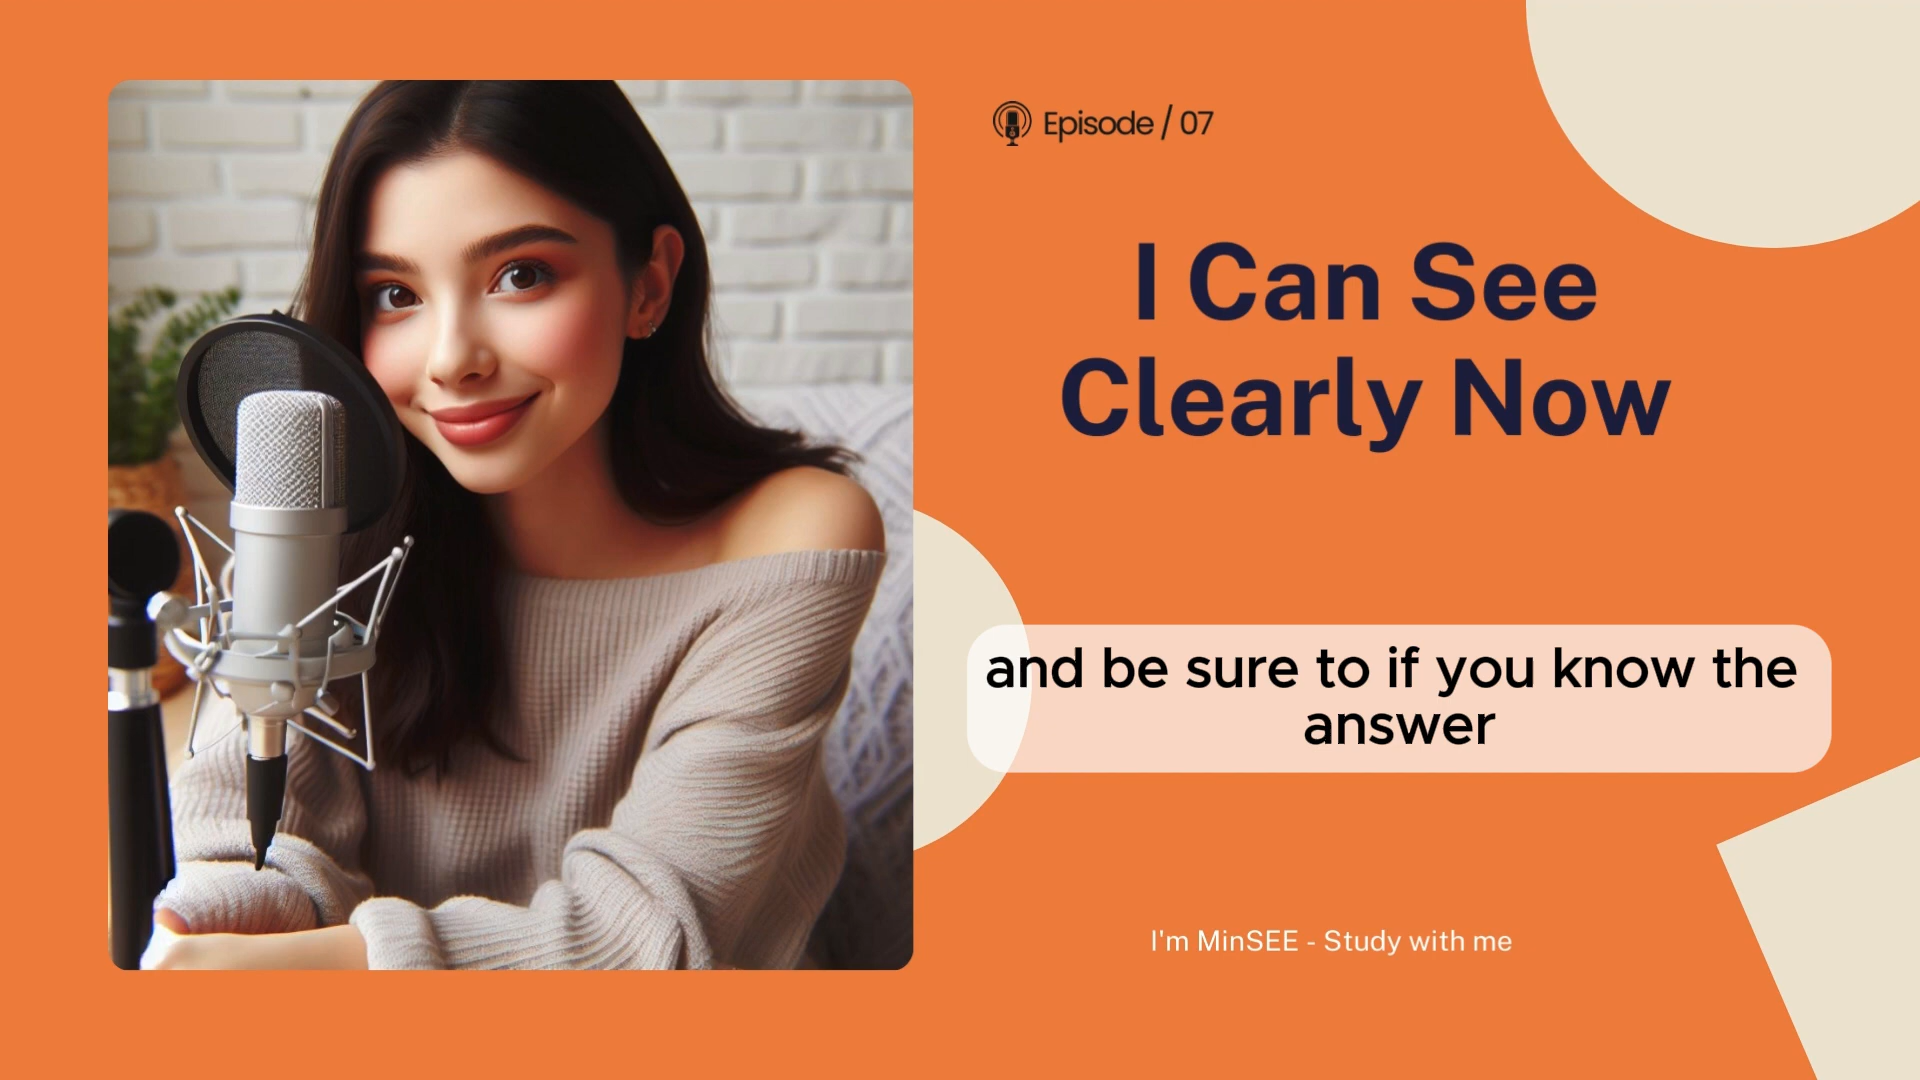 Episode / 07
I Can See
Clearly Now
and be sure to if you know the
answer
I'm MinSEE - Study with me